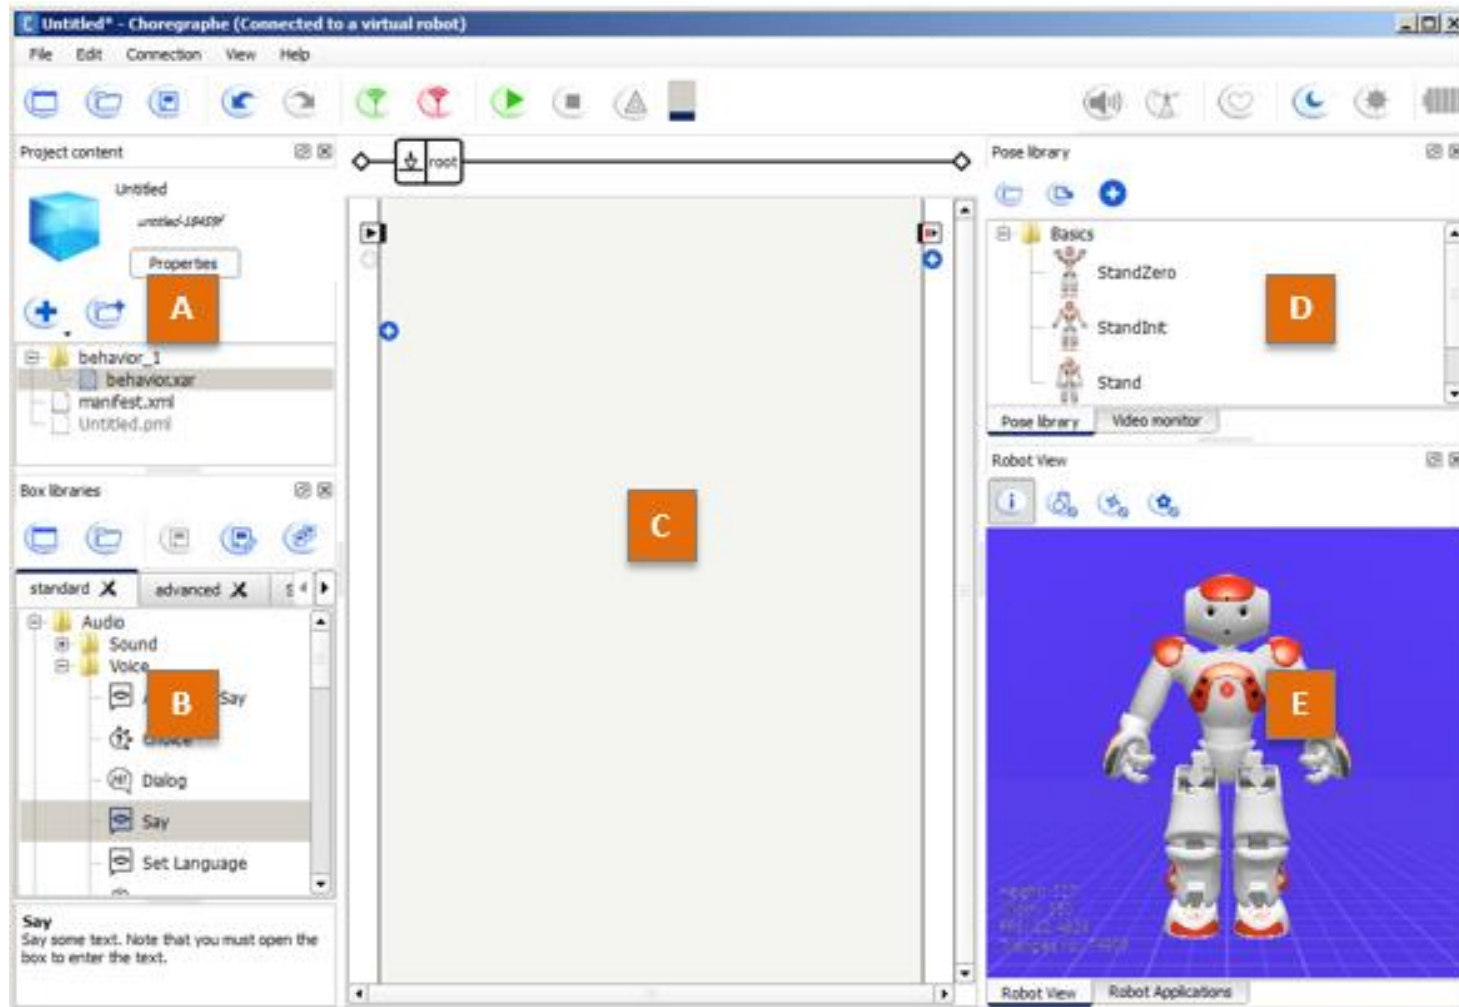 Untitled* - Choregraphe (Connected to a virtual robot)
File Edit Connection View Help
Project content
Untitled
Properties
A
behavior_1
behavior.xar
manifest.xml
Untitled.pml
Box libraries
standard advanced
Audio
Sound
Voice
Say
B
Dialog
Say
Set Language
Say
Say some text. Note that you must open the
box to enter the text.
root
C
Pose library
Basics
StandZero
StandInit
Stand
D
Pose library Video monitor
Robot View
E
Robot View Robot Applications